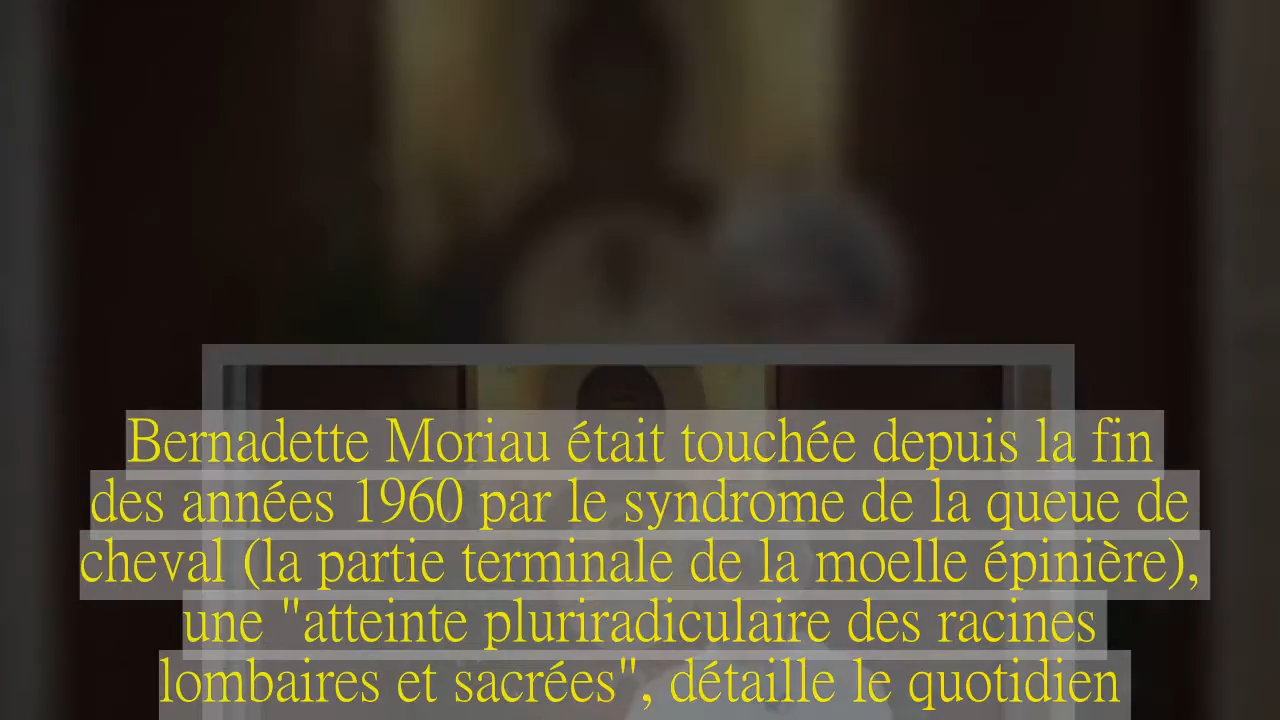 Bernadette Moriau était touchée depuis la fin
des années 1960 par le syndrome de la queue de
cheval (la partie terminale de la moelle épinière),
une "atteinte pluriradiculaire des racines
lombaires et sacrées", détaille le quotidien